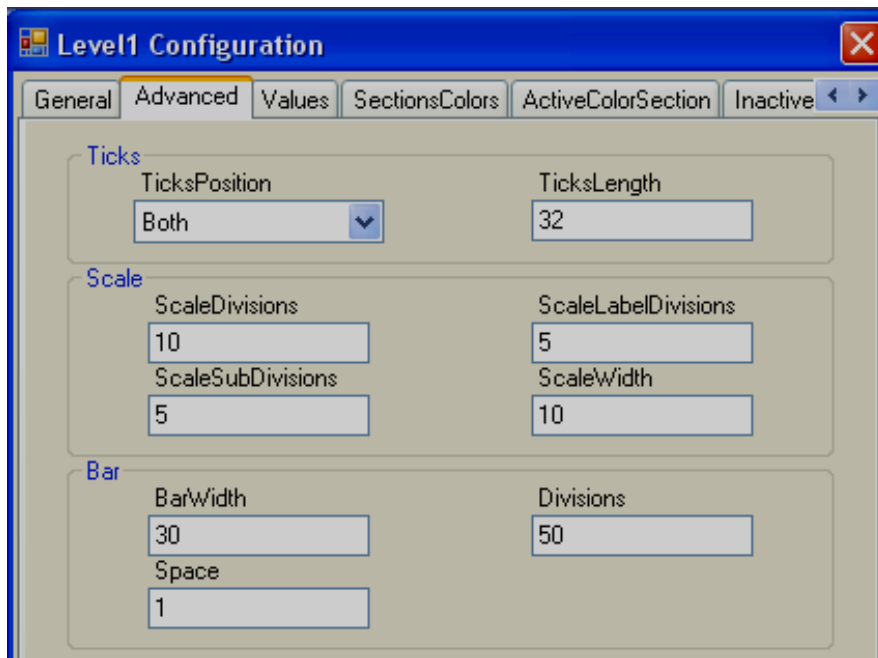 Level1 Configuration
General Advanced Values SectionsColors ActiveColorSection Inactive
Ticks
TicksPosition TicksLength
Both 32
Scale
ScaleDivisions ScaleLabelDivisions
10 5
ScaleSubDivisions ScaleWidth
5 10
Bar
BarWidth Divisions
30 50
Space
1